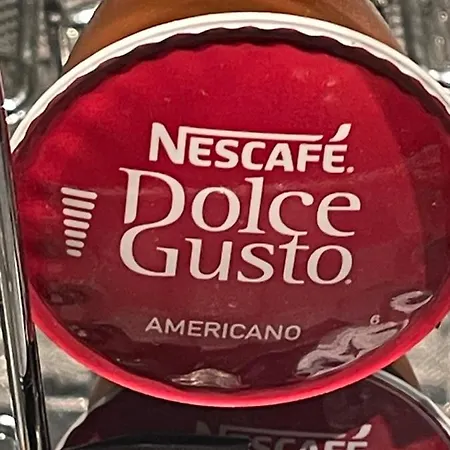 NESCAFÉ.
Dolce
Gusto.
AMERICANO
6
NESCAFÉ